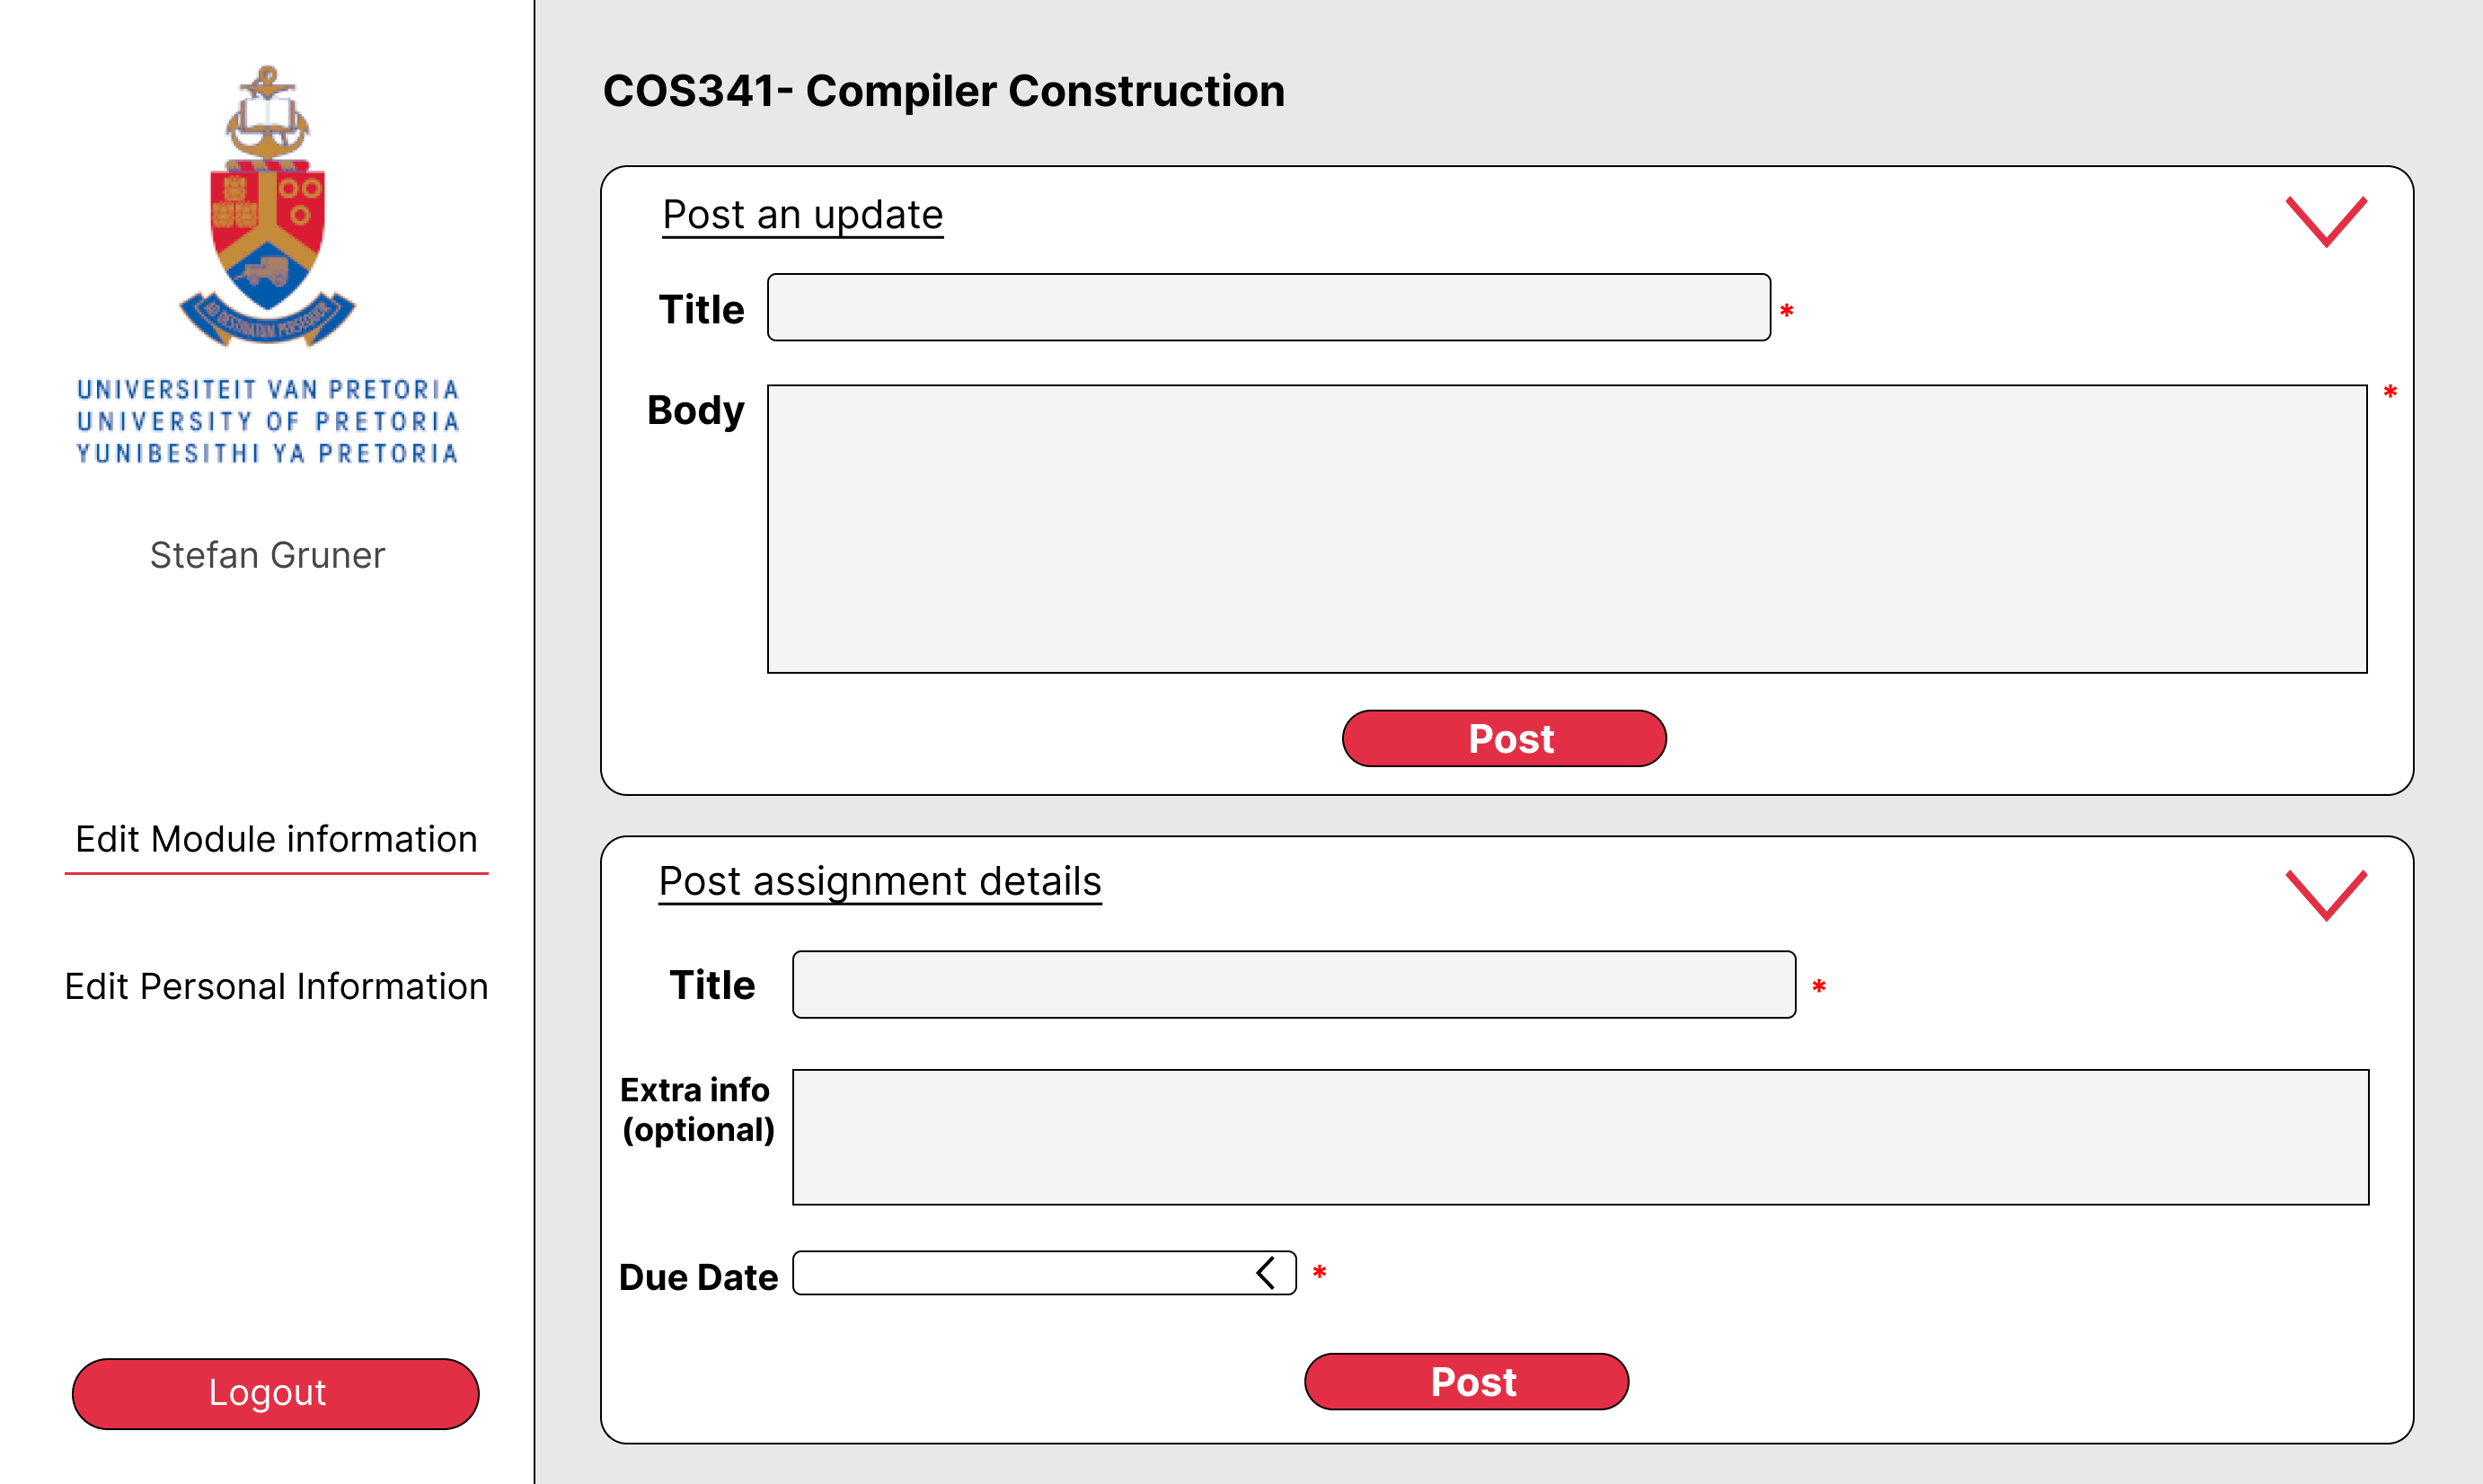 AD DESTINATUM PERSEQUOR
UNIVERSITEIT VAN PRETORIA
UNIVERSITY OF PRETORIA
YUNIBESITHI YA PRETORIA
Stefan Gruner
Edit Module information
Edit Personal Information
Logout
COS341- Compiler Construction
Post an update
Title *
Body *
Post
Post assignment details
Title *
Extra info
(optional)
Due Date *
Post